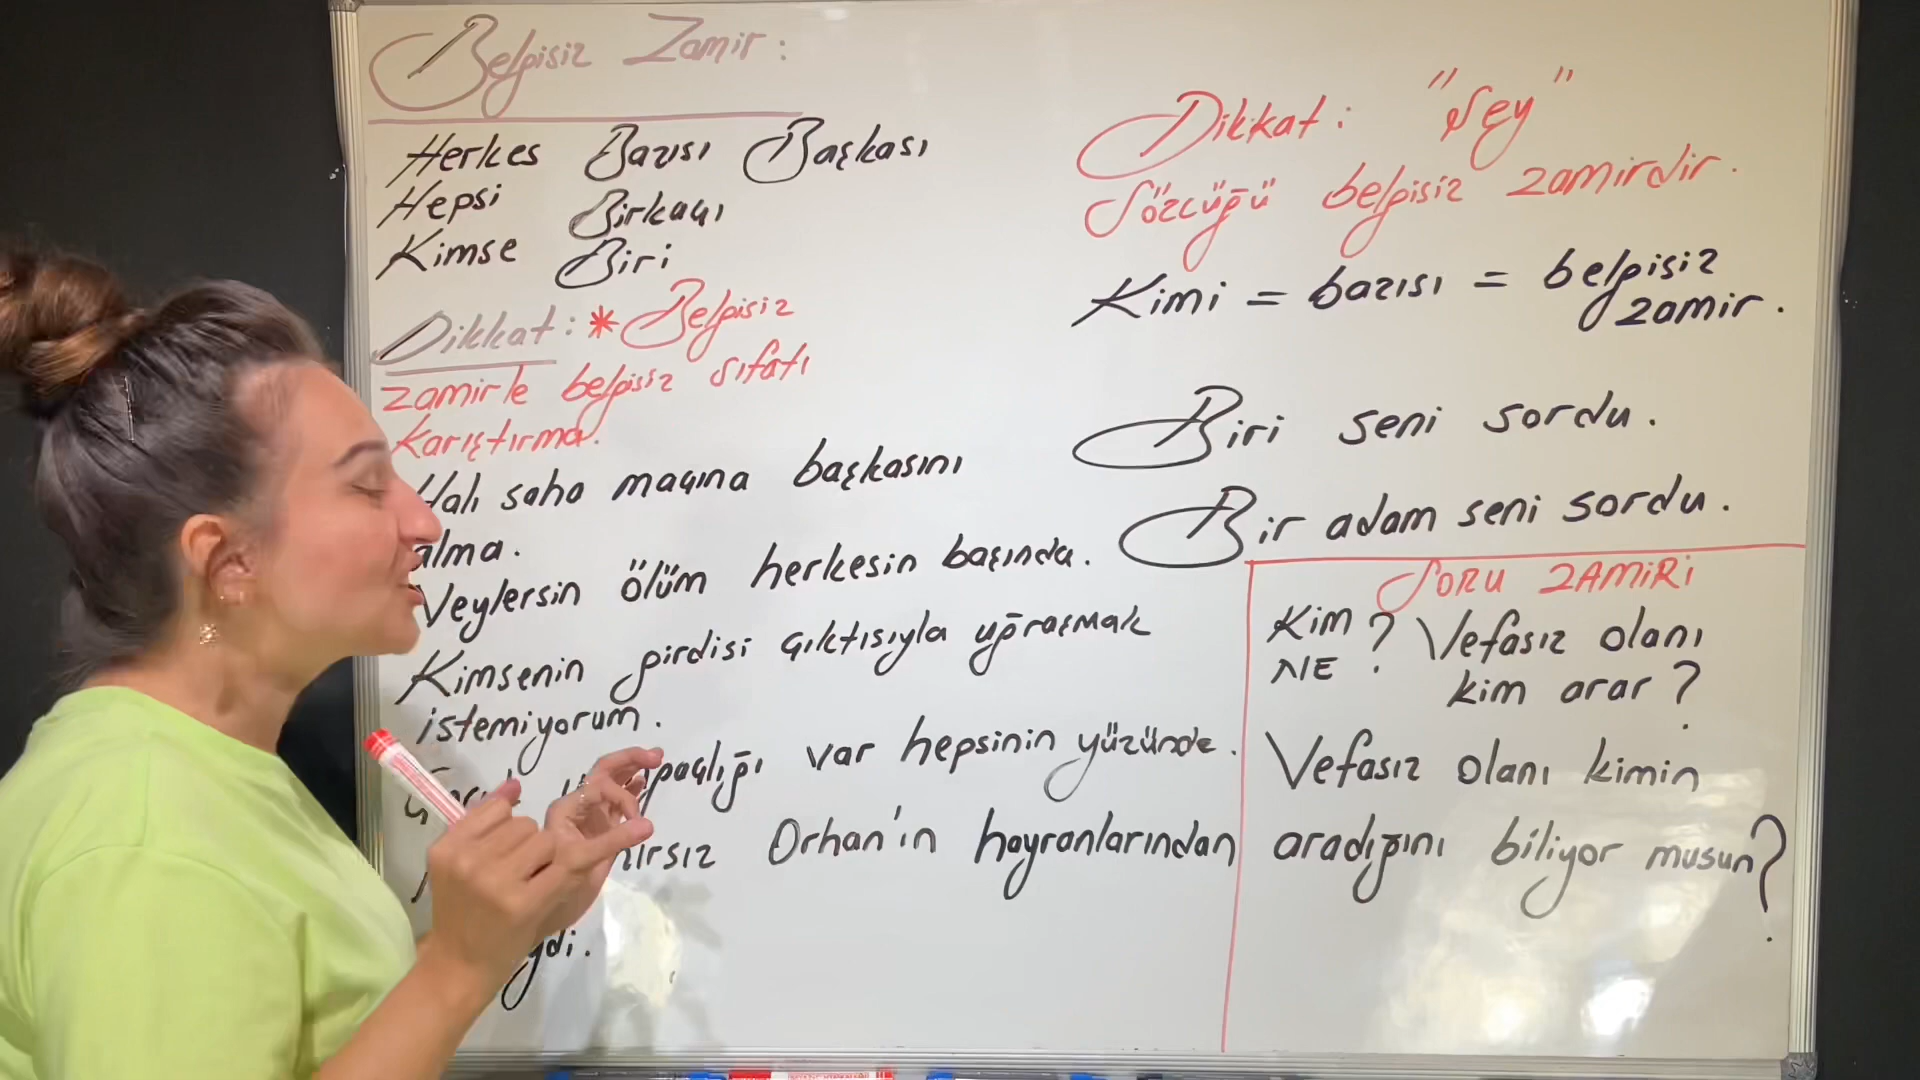 Belgisiz Zamir:
Herkes Bazısı Başkası
Hepsi Birkaçı
Kimse Biri
Dikkat: * Belgisiz
zamirle belgisiz sıfatı
karıştırma.
Halı saha maçına başkasını
alma.
Neylersin ölüm herkesin başında.
Kimsenin girdisi çıktısıyla uğraşmak
istemiyorum.
var hepsinin yüzünde.
Orhan'ın hayranlarından
ydi.
Dikkat: "Şey"
Sözcüğü belgisiz zamirdir.
Kimi = bazısı = belgisiz
zamir.
Biri seni sordu.
Bir adam seni sordu.
SORU ZAMiRi
Kim? Vefasız olanı
NE ? kim arar?
Vefasız olanı kimin
aradığını biliyor musun?